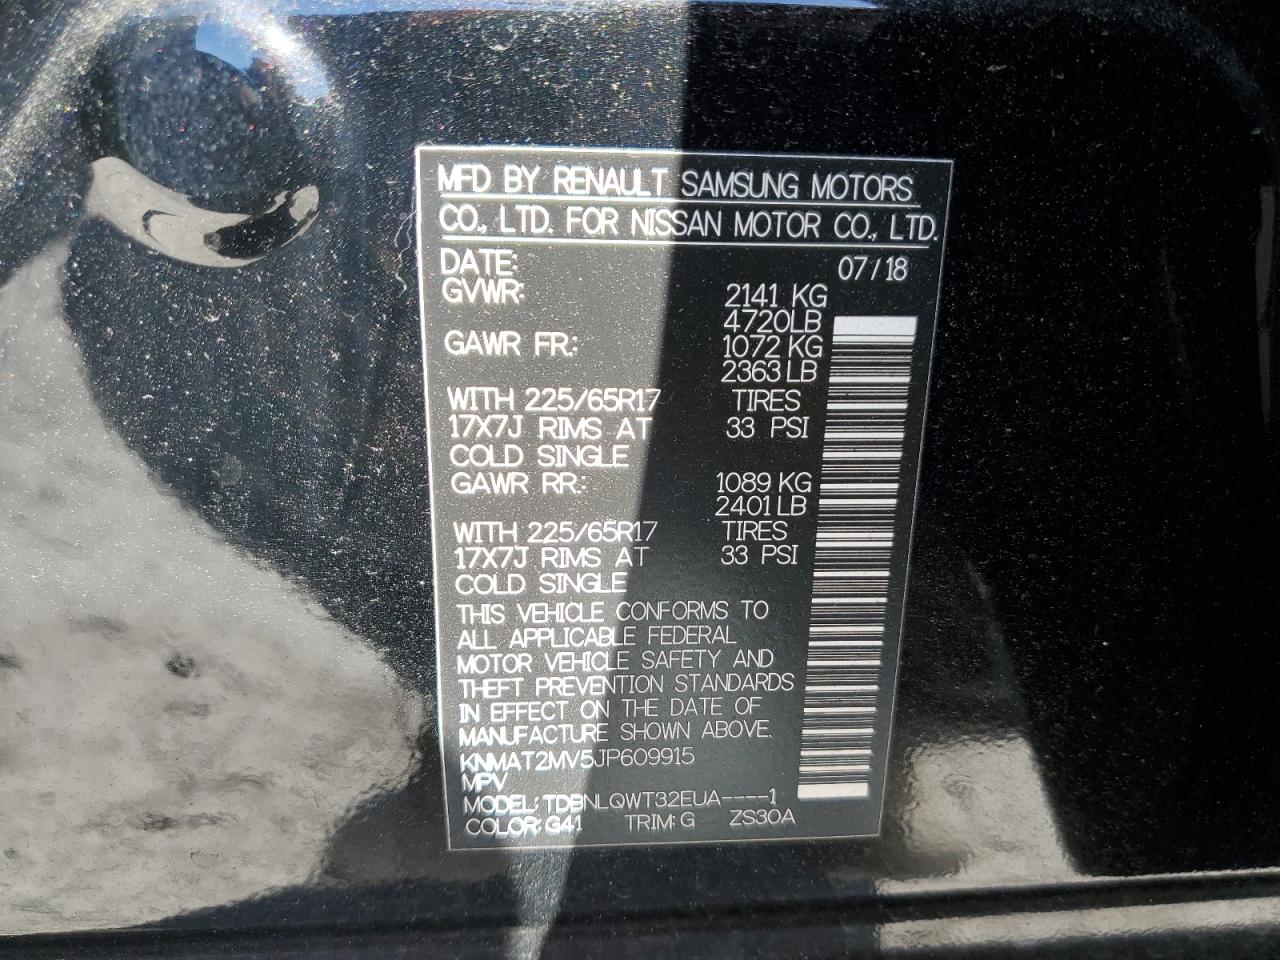 MFD BY RENAULT SAMSUNG MOTORS
CO., LTD. FOR NISSAN MOTOR CO., LTD.
DATE: 07/18
GVWR: 2141 KG
4720LB
GAWR FR.: 1072 KG
2363LB
WITH 225/65R17 TIRES
17X7J RIMS AT 33 PSI
COLD SINGLE
GAWR RR.: 1089 KG
2401LB
WITH 225/65R17 TIRES
17X7J RIMS AT 33 PSI
COLD SINGLE
THIS VEHICLE CONFORMS TO
ALL APPLICABLE FEDERAL
MOTOR VEHICLE SAFETY AND
THEFT PREVENTION STANDARDS
IN EFFECT ON THE DATE OF
MANUFACTURE SHOWN ABOVE.
KNMAT2MV5JP609915
MPV
MODEL: TDBNLQWT32EUA----1
COLOR: G41 TRIM: G ZS30A